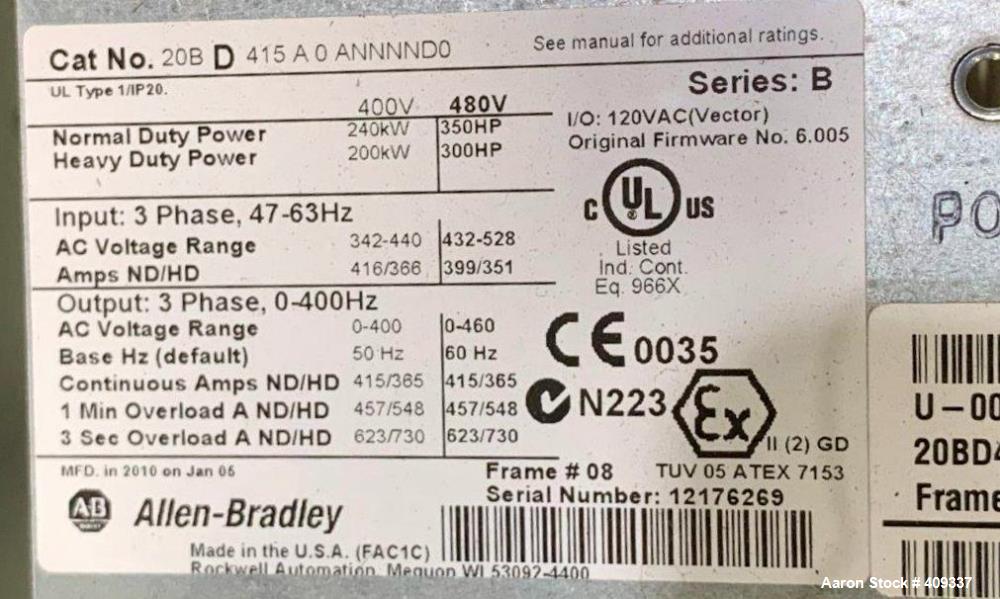 Cat No. 20B D 415 A 0 ANNNND0
See manual for additional ratings.
UL Type 1/IP20.
Series: B
400V 480V
I/O: 120VAC(Vector)
Normal Duty Power 240kW 350HP
Original Firmware No. 6.005
Heavy Duty Power 200kW 300HP
C UL ® US
Listed
Ind. Cont.
Eq. 966X
Input: 3 Phase, 47-63Hz
AC Voltage Range 342-440 432-528
Amps ND/HD 416/366 399/351
Output: 3 Phase, 0-400Hz
AC Voltage Range 0-400 0-460
Base Hz (default) 50 Hz 60 Hz
Continuous Amps ND/HD 415/365 415/365
1 Min Overload A ND/HD 457/548 457/548
3 Sec Overload A ND/HD 623/730 623/730
CE 0035
N223
Ex II (2) GD
MFD. in 2010 on Jan 05
Frame # 08 TUV 05 ATEX 7153
Serial Number: 12176269
AB Allen-Bradley
Made in the U.S.A. (FAC1C)
Rockwell Automation, Mequon WI 53092-4400
PO
U-00
20BD4
Frame
Aaron Stock # 409337